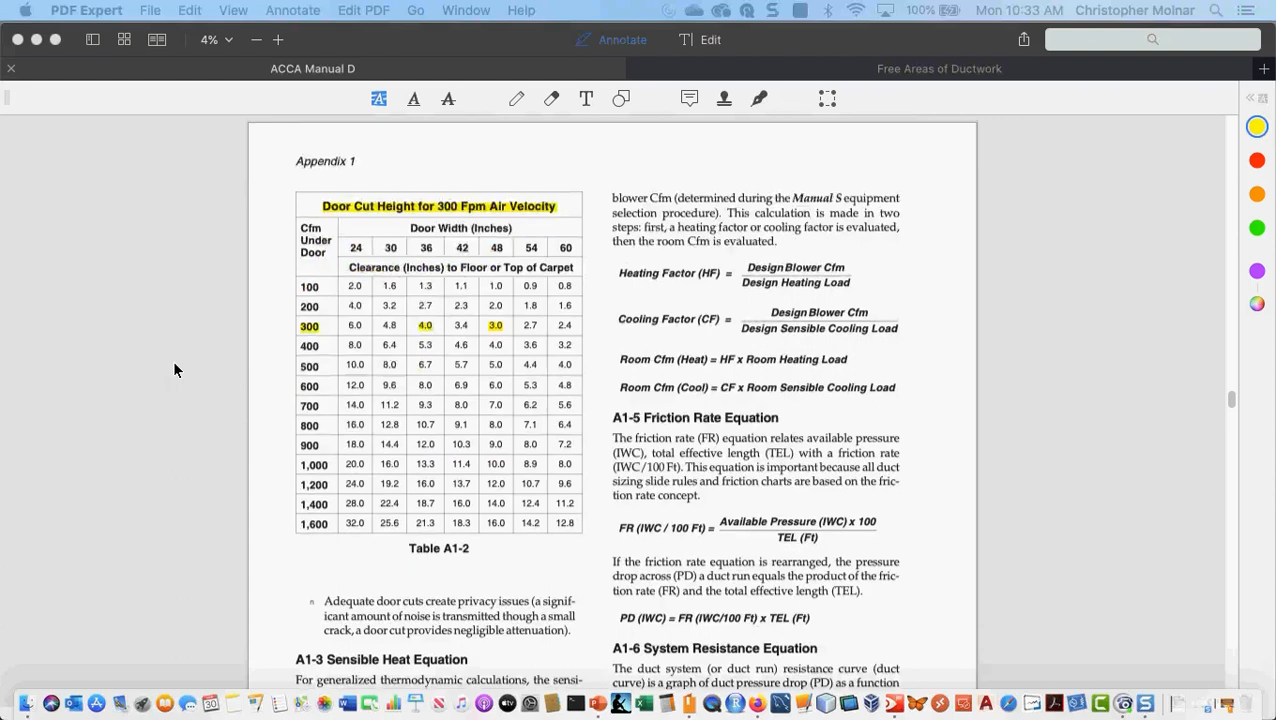 PDF Expert File Edit View Annotate Edit PDF Go Window Help 100% Mon 10:33 AM Christopher Molnar
4% Annotate Edit
ACCA Manual D Free Areas of Ductwork
Appendix 1
Door Cut Height for 300 Fpm Air Velocity
Cfm Under Door
Door Width (Inches)
24 30 36 42 48 54 60
Clearance (Inches) to Floor or Top of Carpet
100 2.0 1.6 1.3 1.1 1.0 0.9 0.8
200 4.0 3.2 2.7 2.3 2.0 1.8 1.6
300 6.0 4.8 4.0 3.4 3.0 2.7 2.4
400 8.0 6.4 5.3 4.6 4.0 3.6 3.2
500 10.0 8.0 6.7 5.7 5.0 4.4 4.0
600 12.0 9.6 8.0 6.9 6.0 5.3 4.8
700 14.0 11.2 9.3 8.0 7.0 6.2 5.6
800 16.0 12.8 10.7 9.1 8.0 7.1 6.4
900 18.0 14.4 12.0 10.3 9.0 8.0 7.2
1,000 20.0 16.0 13.3 11.4 10.0 8.9 8.0
1,200 24.0 19.2 16.0 13.7 12.0 10.7 9.6
1,400 28.0 22.4 18.7 16.0 14.0 12.4 11.2
1,600 32.0 25.6 21.3 18.3 16.0 14.2 12.8
Table A1-2
Adequate door cuts create privacy issues (a signif-
icant amount of noise is transmitted though a small
crack, a door cut provides negligible attenuation).
A1-3 Sensible Heat Equation
For generalized thermodynamic calculations, the sensi-
blower Cfm (determined during the Manual S equipment
selection procedure). This calculation is made in two
steps: first, a heating factor or cooling factor is evaluated,
then the room Cfm is evaluated.
Heating Factor (HF) = Design Blower Cfm
Design Heating Load
Cooling Factor (CF) = Design Blower Cfm
Design Sensible Cooling Load
Room Cfm (Heat) = HF x Room Heating Load
Room Cfm (Cool) = CF x Room Sensible Cooling Load
A1-5 Friction Rate Equation
The friction rate (FR) equation relates available pressure
(IWC), total effective length (TEL) with a friction rate
(IWC/100 Ft). This equation is important because all duct
sizing slide rules and friction charts are based on the fric-
tion rate concept.
FR (IWC / 100 Ft) = Available Pressure (IWC) x 100
TEL (Ft)
If the friction rate equation is rearranged, the pressure
drop across (PD) a duct run equals the product of the fric-
tion rate (FR) and the total effective length (TEL).
PD (IWC) = FR (IWC/100 Ft) x TEL (Ft)
A1-6 System Resistance Equation
The duct system (or duct run) resistance curve (duct
curve) is a graph of duct pressure drop (PD) as a function